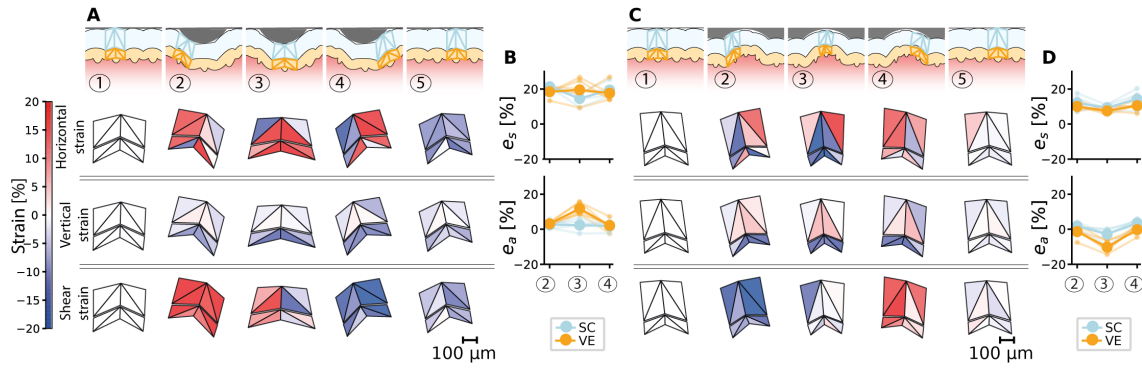 A
B
C
D
1
2
3
4
5
1
2
3
4
5
Strain [%]
20
15
10
5
0
−5
−10
−15
−20
Horizontal
strain
Vertical
strain
Shear
strain
100 μm
e_s [%]
20
0
−20
e_a [%]
20
0
−20
2
3
4
SC
VE
100 μm
e_s [%]
20
0
−20
e_a [%]
20
0
−20
2
3
4
SC
VE